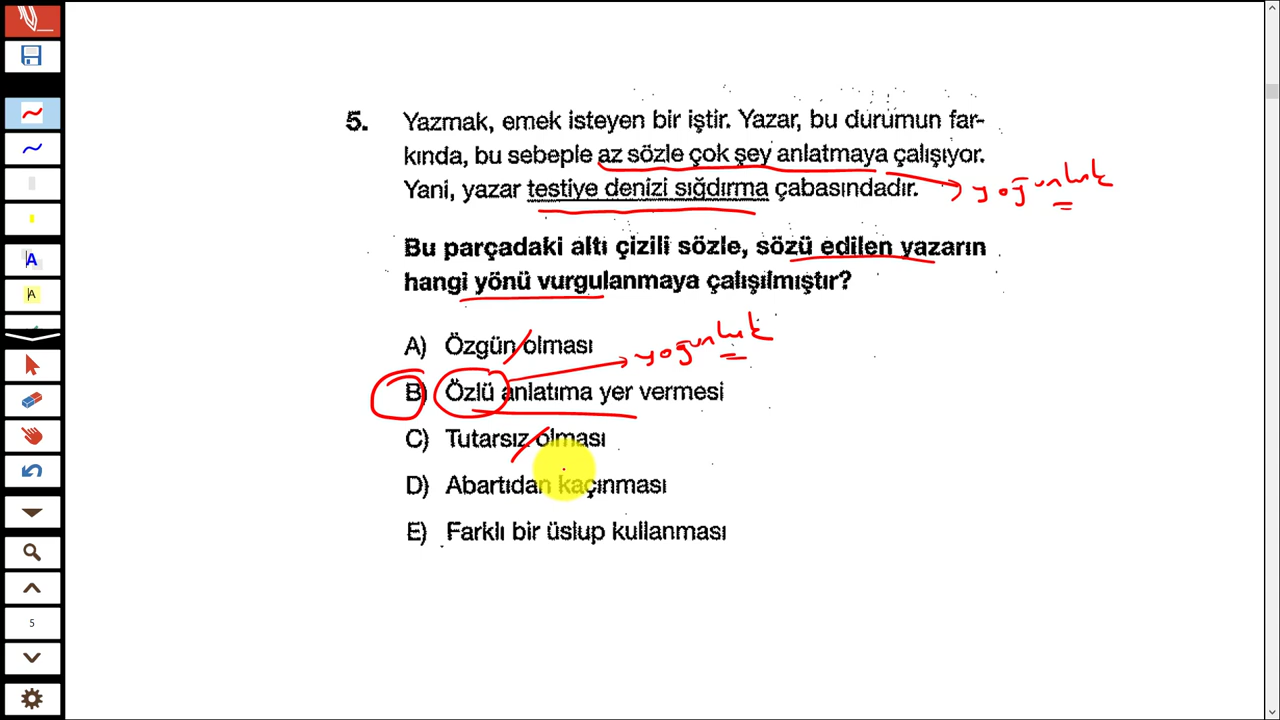 5. Yazmak, emek isteyen bir iştir. Yazar, bu durumun far-
kında, bu sebeple az sözle çok şey anlatmaya çalışıyor.
Yani, yazar testiye denizi sığdırma çabasındadır.
yoğunluk
Bu parçadaki altı çizili sözle, sözü edilen yazarın
hangi yönü vurgulanmaya çalışılmıştır?
A) Özgün olması
yoğunluk
B) Özlü anlatıma yer vermesi
C) Tutarsız olması
D) Abartıdan kaçınması
E) Farklı bir üslup kullanması
A
A
5